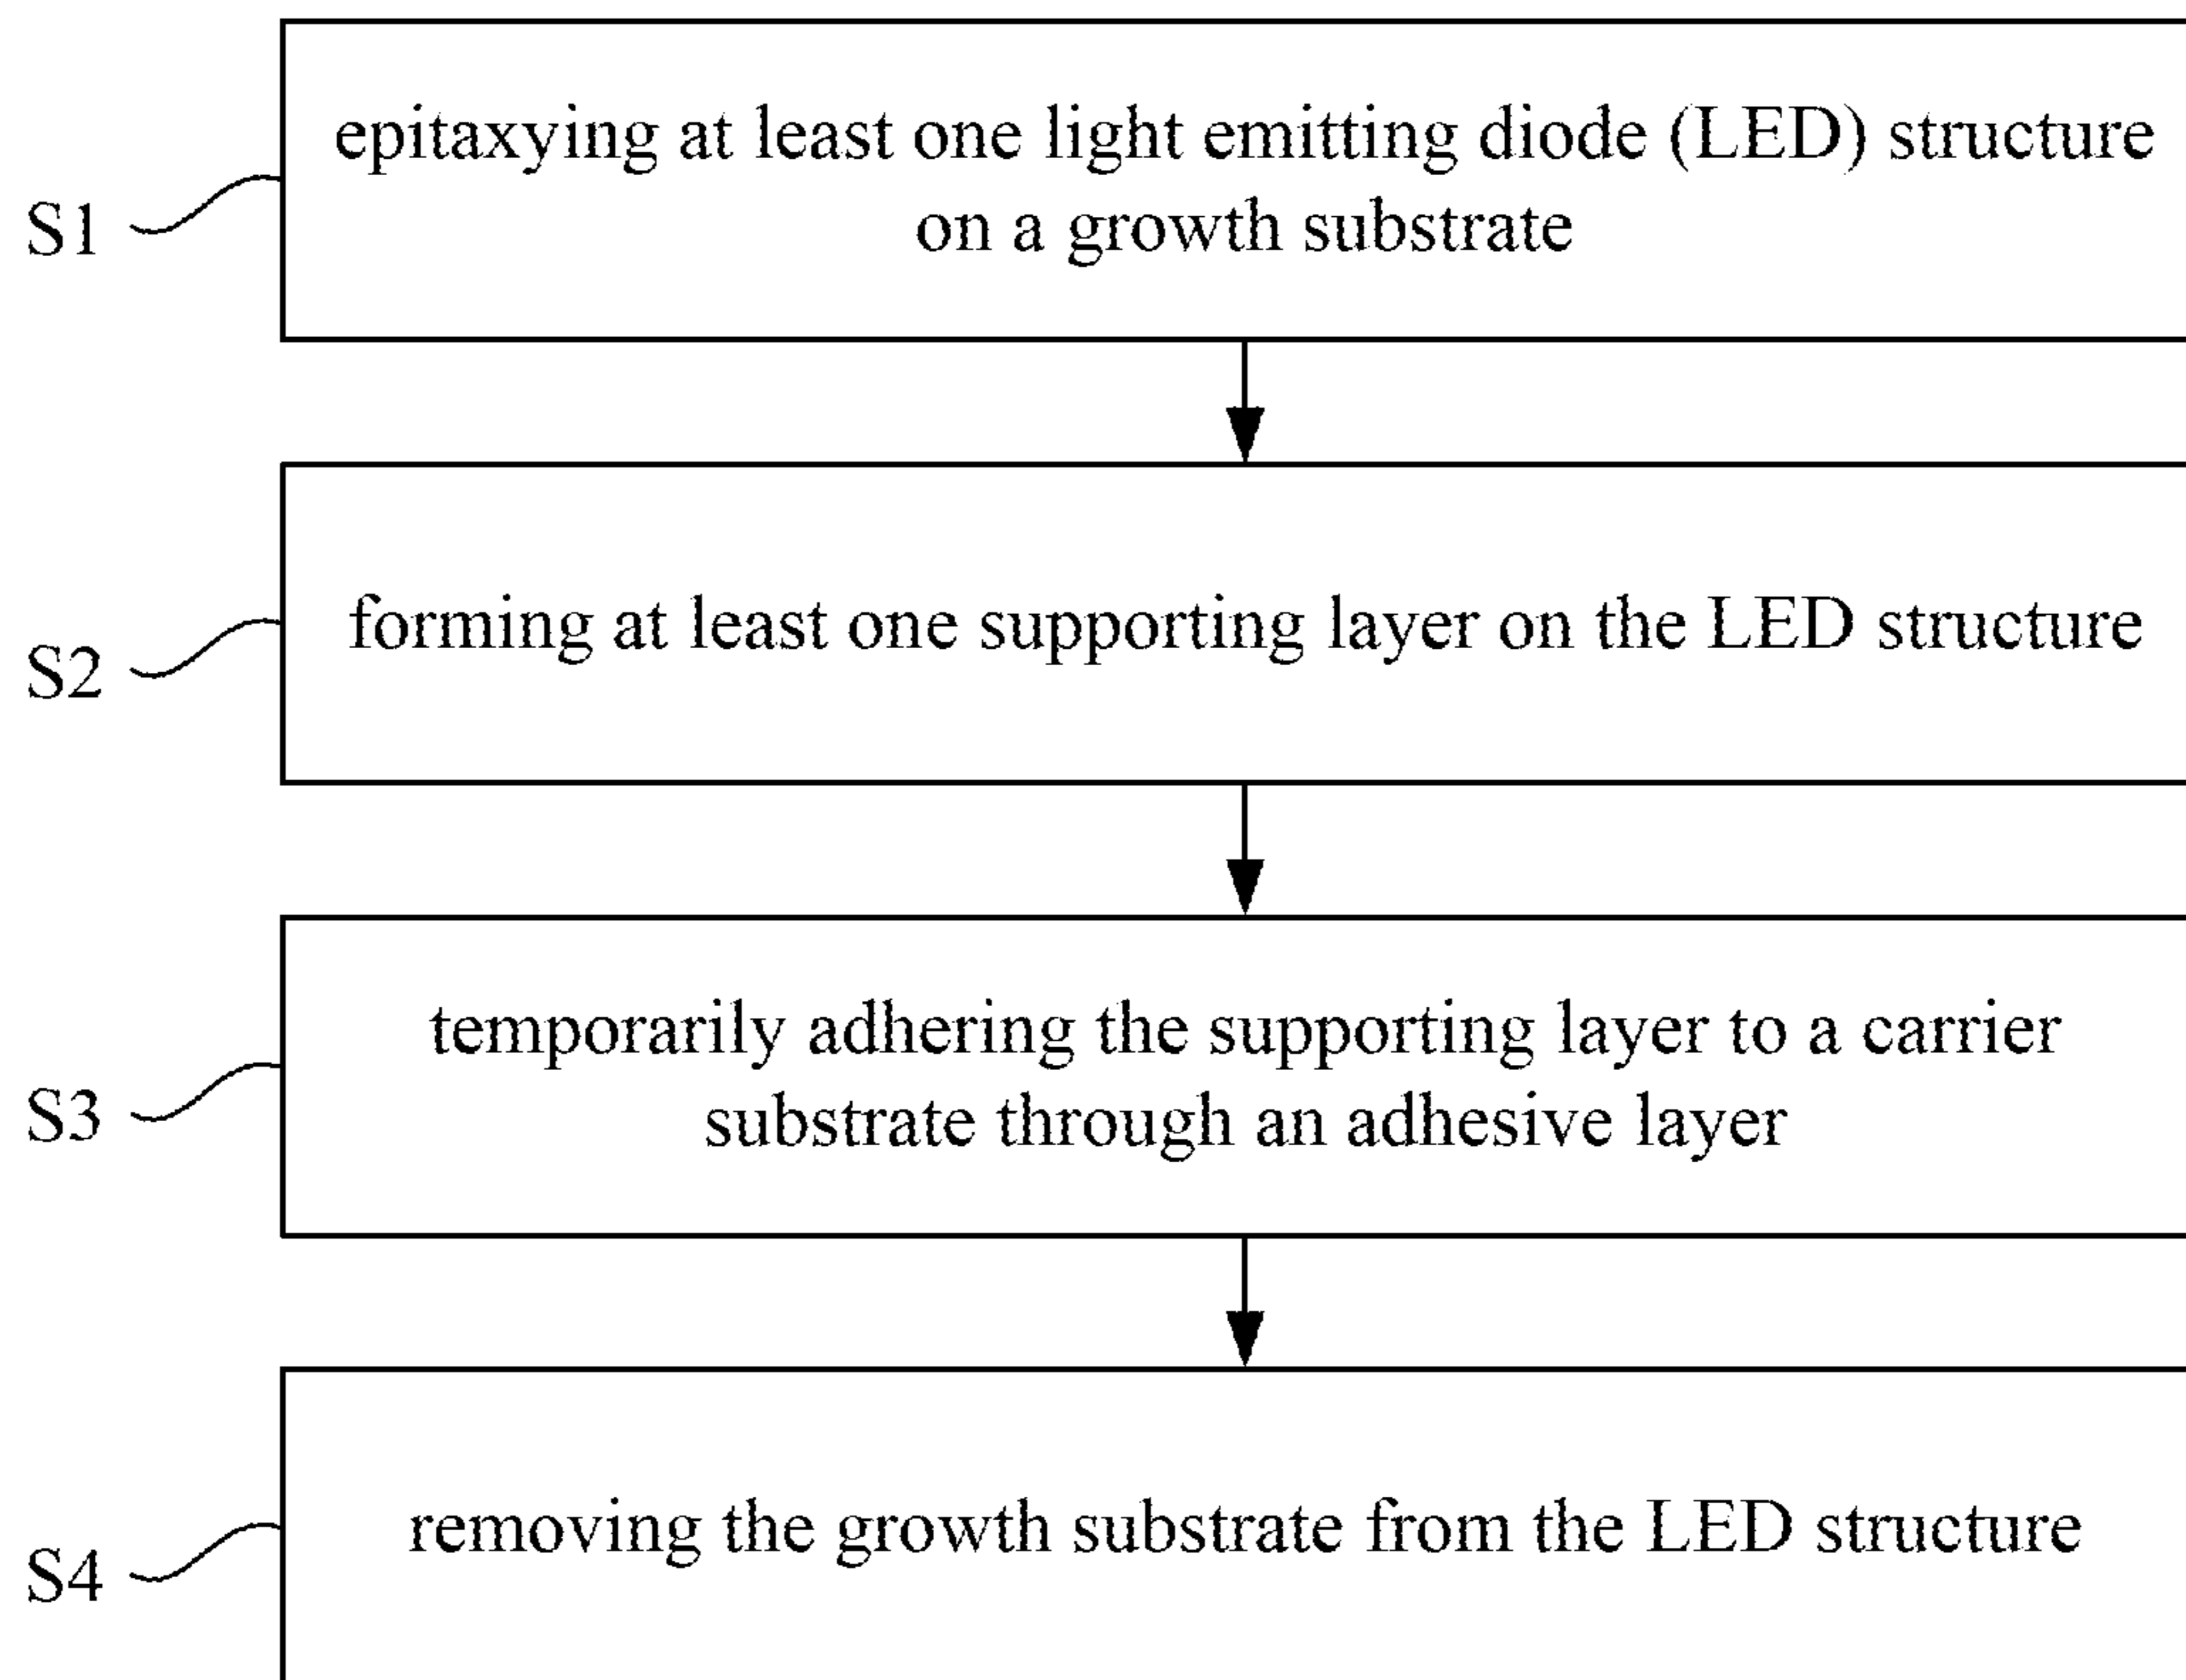 epitaxying at least one light emitting diode (LED) structure
on a growth substrate
S1
forming at least one supporting layer on the LED structure
S2
temporarily adhering the supporting layer to a carrier
substrate through an adhesive layer
S3
removing the growth substrate from the LED structure
S4